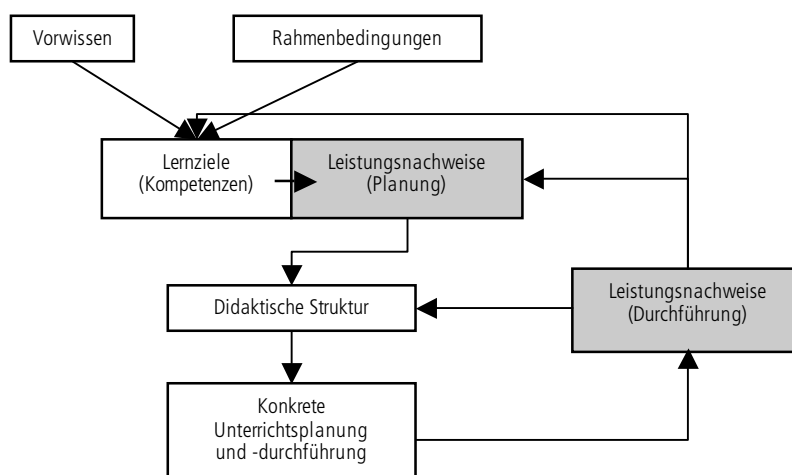 Vorwissen
Rahmenbedingungen
Lernziele
(Kompetenzen)
Leistungsnachweise
(Planung)
Didaktische Struktur
Leistungsnachweise
(Durchführung)
Konkrete
Unterrichtsplanung
und -durchführung